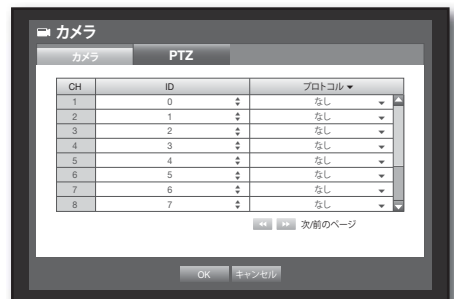 カメラ
カメラ PTZ
CH ID プロトコル
1 0 なし
2 1 なし
3 2 なし
4 3 なし
5 4 なし
6 5 なし
7 6 なし
8 7 なし
次/前のページ
OK キャンセル